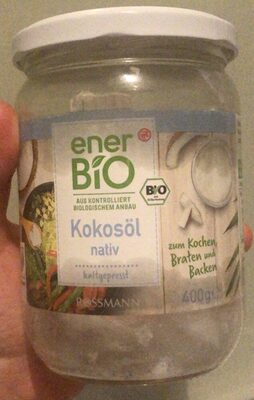 ener
BiO
AUS KONTROLLIERT
BIOLOGISCHEM ANBAU
Bio
Kokosöl
nativ
kaltgepresst
zum Kochen,
Braten und
Backen
ROSSMANN
400g